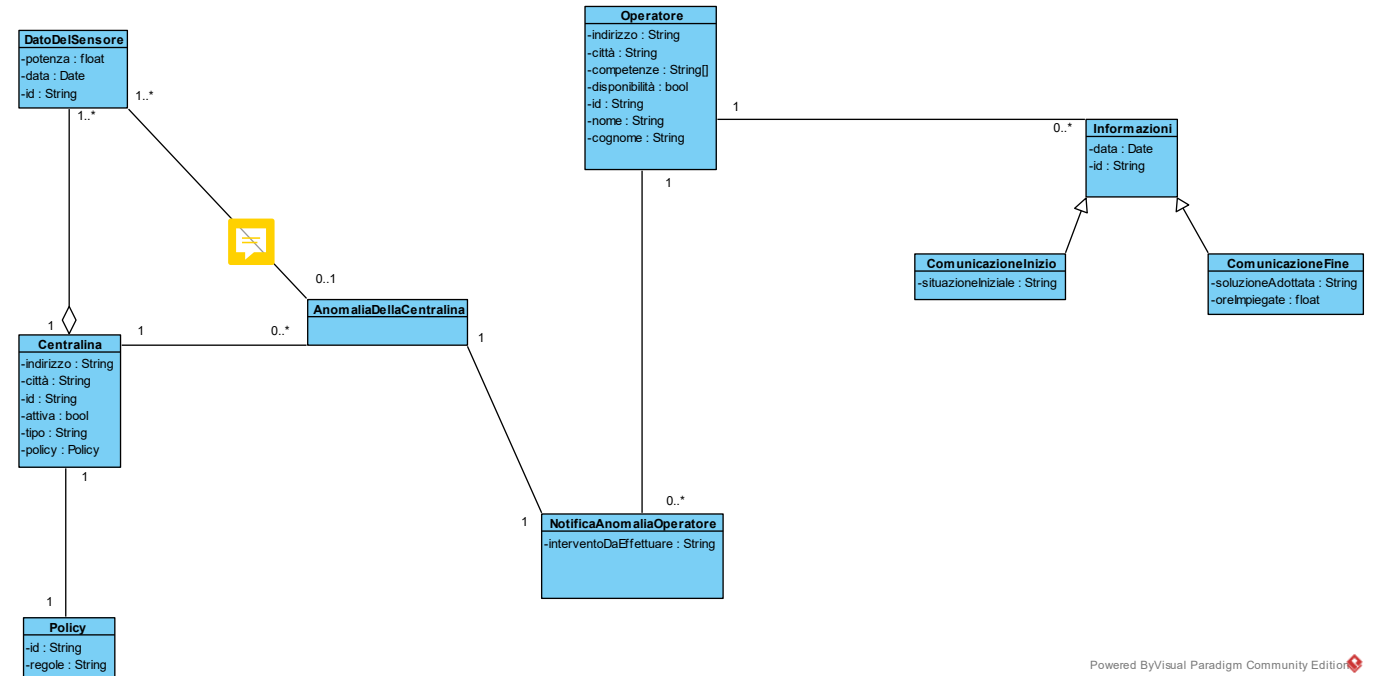 Operatore
-indirizzo : String
-città : String
-competenze : String[]
-disponibilità : bool
-id : String
-nome : String
-cognome : String
DatoDelSensore
-potenza : float
-data : Date
-id : String
1..*
1..*
1
0..*
Informazioni
-data : Date
-id : String
1
ComunicazioneInizio
-situazioneIniziale : String
ComunicazioneFine
-soluzioneAdottata : String
-oreImpiegate : float
0..1
AnomaliaDellaCentralina
1
1
0..*
1
Centralina
-indirizzo : String
-città : String
-id : String
-attiva : bool
-tipo : String
-policy : Policy
1
0..*
1
NotificaAnomaliaOperatore
-interventoDaEffettuare : String
1
Policy
-id : String
-regole : String
Powered ByVisual Paradigm Community Edition